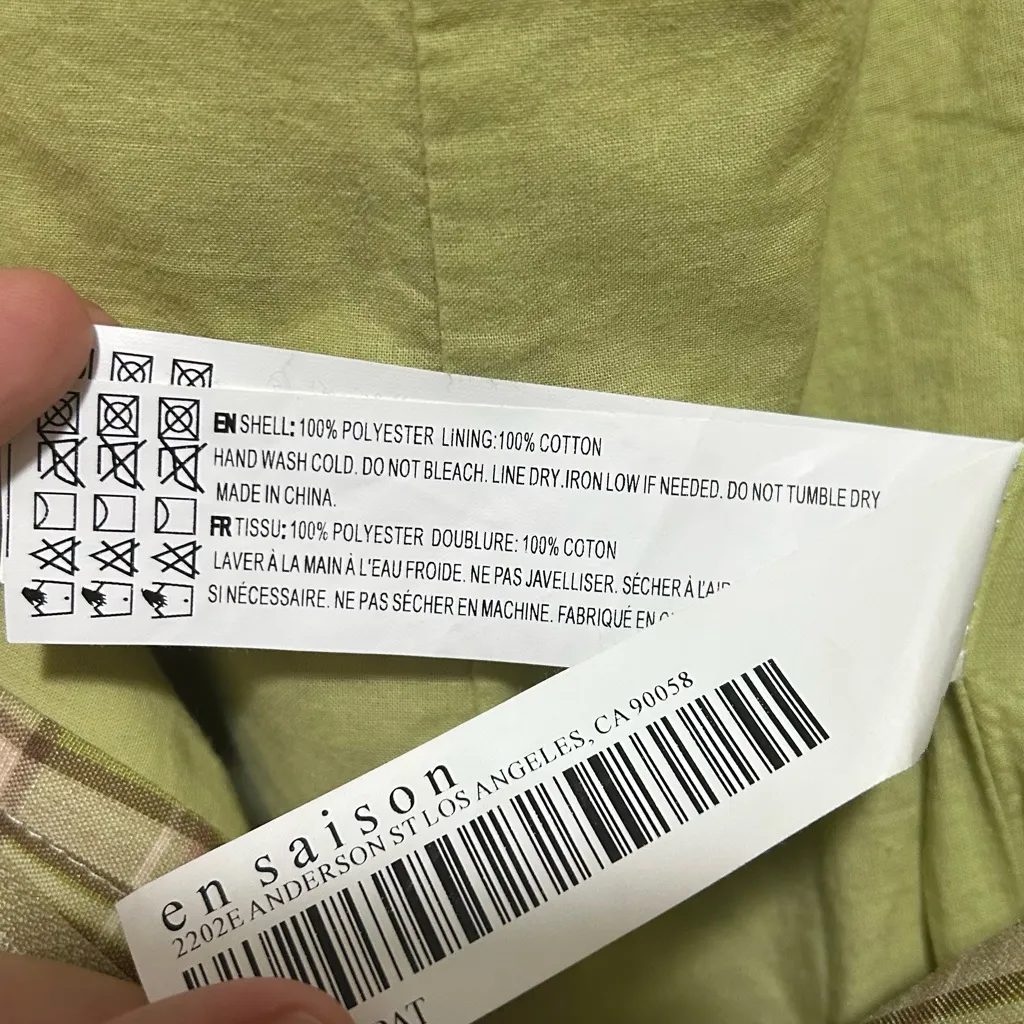 EN SHELL: 100% POLYESTER LINING:100% COTTON
HAND WASH COLD. DO NOT BLEACH. LINE DRY.IRON LOW IF NEEDED. DO NOT TUMBLE DRY
MADE IN CHINA.
FR TISSU: 100% POLYESTER DOUBLURE: 100% COTON
LAVER À LA MAIN À L'EAU FROIDE. NE PAS JAVELLISER. SÉCHER À
SI NÉCESSAIRE. NE PAS SÉCHER EN MACHINE. FABRIQUÉ EN
en saison
2202E ANDERSON ST LOS ANGELES, CA 90058